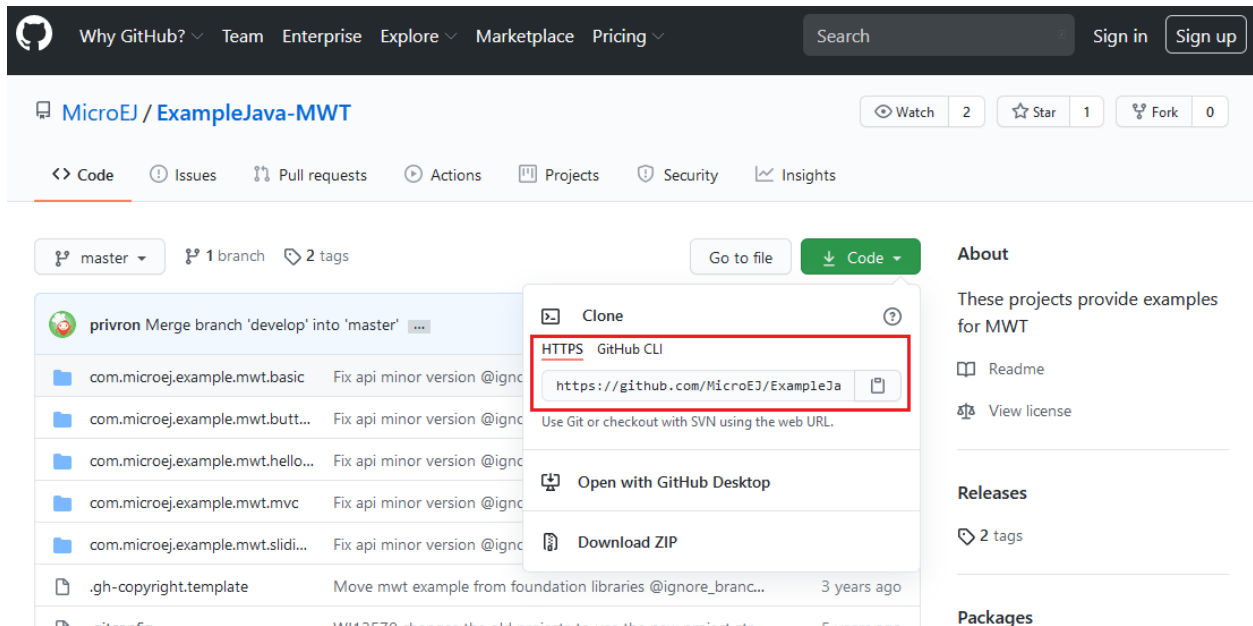 Why GitHub? Team Enterprise Explore Marketplace Pricing Search Sign in Sign up
MicroEJ / ExampleJava-MWT Watch 2 Star 1 Fork 0
Code Issues Pull requests Actions Projects Security Insights
master 1 branch 2 tags Go to file Code
privron Merge branch 'develop' into 'master' ...
com.microej.example.mwt.basic Fix api minor version @igno
com.microej.example.mwt.butt... Fix api minor version @igno
com.microej.example.mwt.hello... Fix api minor version @igno
com.microej.example.mwt.mvc Fix api minor version @igno
com.microej.example.mwt.slidi... Fix api minor version @igno
.gh-copyright.template Move mwt example from foundation libraries @ignore_branc... 3 years ago
Clone
HTTPS GitHub CLI
https://github.com/MicroEJ/ExampleJa
Use Git or checkout with SVN using the web URL.
Open with GitHub Desktop
Download ZIP
About
These projects provide examples
for MWT
Readme
View license
Releases
2 tags
Packages